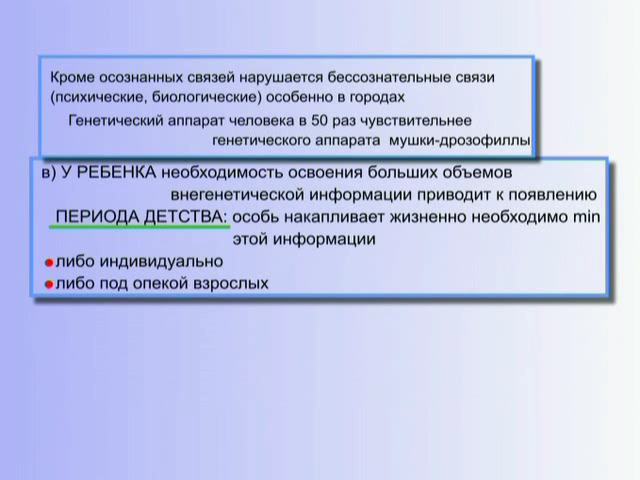 Кроме осознанных связей нарушается бессознательные связи
(психические, биологические) особенно в городах
Генетический аппарат человека в 50 раз чувствительнее
генетического аппарата мушки-дрозофиллы
в) У РЕБЕНКА необходимость освоения больших объемов
внегенетической информации приводит к появлению
ПЕРИОДА ДЕТСТВА: особь накапливает жизненно необходимо min
этой информации
либо индивидуально
либо под опекой взрослых